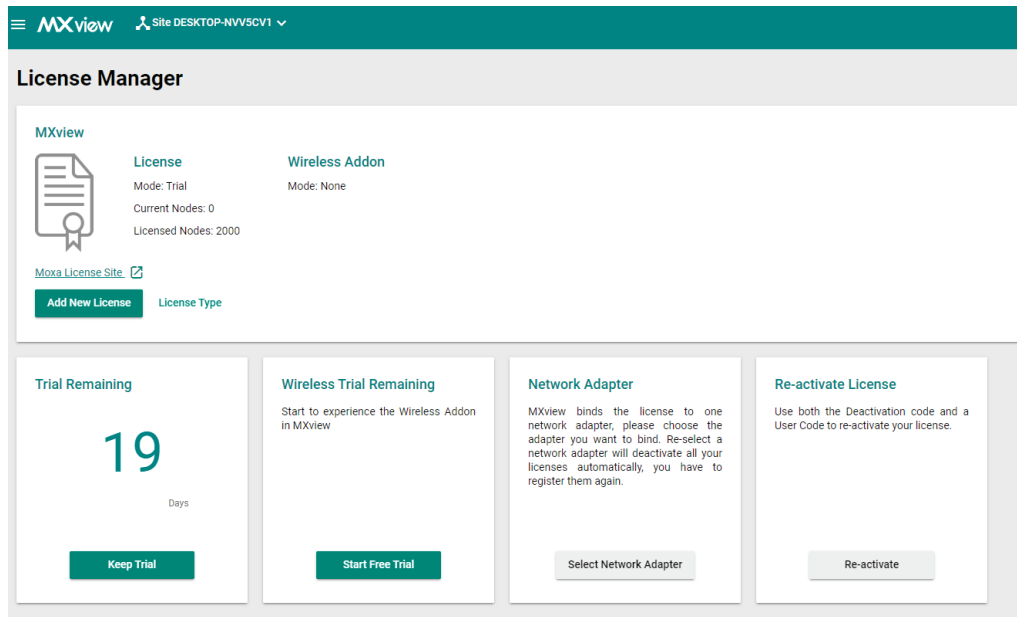 MXview
Site DESKTOP-NVV5CV1
License Manager
MXview
License
Mode: Trial
Current Nodes: 0
Licensed Nodes: 2000
Wireless Addon
Mode: None
Moxa License Site
Add New License
License Type
Trial Remaining
19
Days
Keep Trial
Wireless Trial Remaining
Start to experience the Wireless Addon
in MXview
Start Free Trial
Network Adapter
MXview binds the license to one
network adapter, please choose the
adapter you want to bind. Re-select a
network adapter will deactivate all your
licenses automatically, you have to
register them again.
Select Network Adapter
Re-activate License
Use both the Deactivation code and a
User Code to re-activate your license.
Re-activate